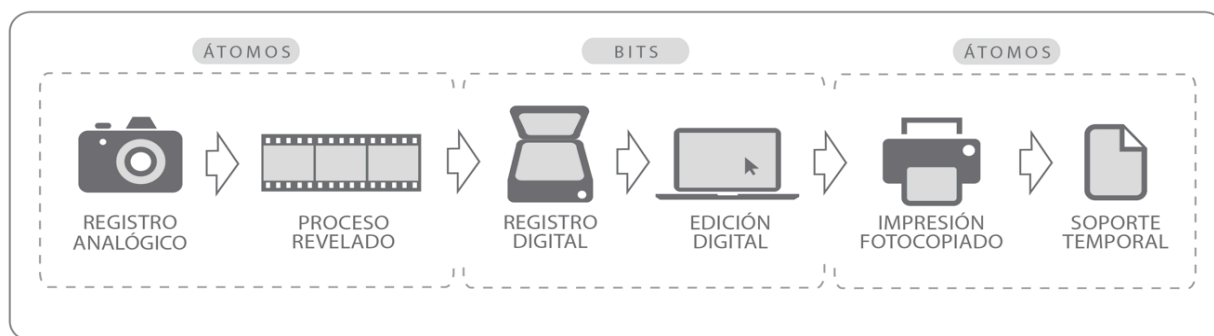 ÁTOMOS
BITS
ÁTOMOS
REGISTRO
ANALÓGICO
PROCESO
REVELADO
REGISTRO
DIGITAL
EDICIÓN
DIGITAL
IMPRESIÓN
FOTOCOPIADO
SOPORTE
TEMPORAL